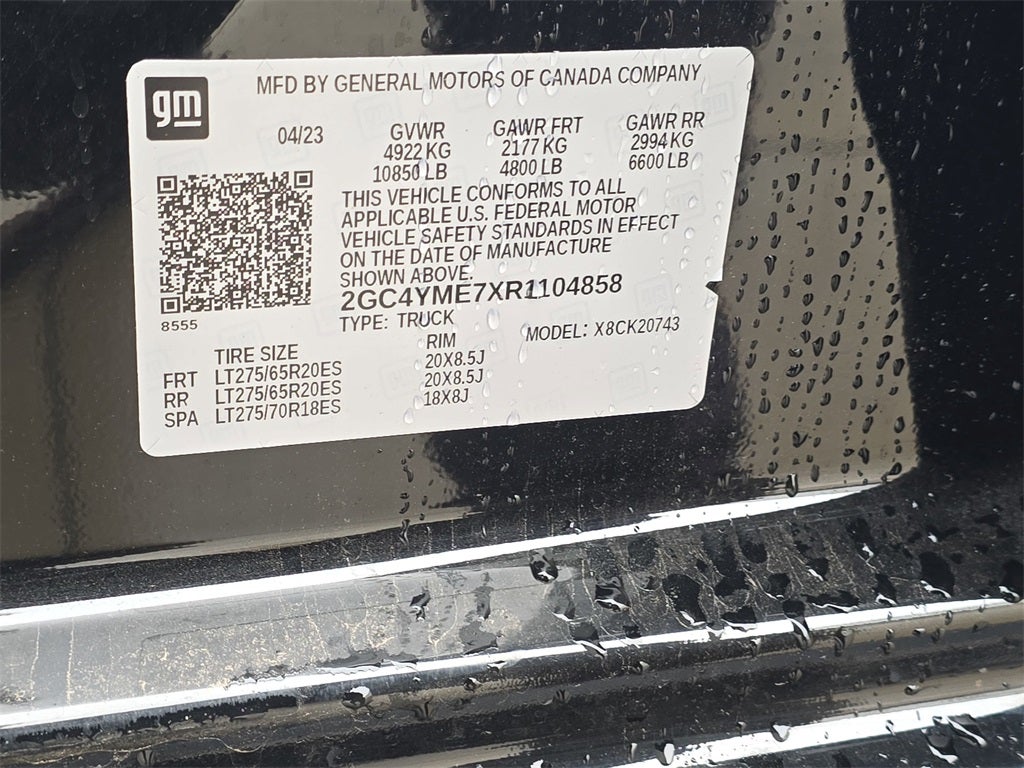 gm
MFD BY GENERAL MOTORS OF CANADA COMPANY
04/23 GVWR GAWR FRT GAWR RR
4922 KG 2177 KG 2994 KG
10850 LB 4800 LB 6600 LB
THIS VEHICLE CONFORMS TO ALL
APPLICABLE U.S. FEDERAL MOTOR
VEHICLE SAFETY STANDARDS IN EFFECT
ON THE DATE OF MANUFACTURE
SHOWN ABOVE.
2GC4YME7XR1104858
8555
TYPE: TRUCK MODEL: X8CK20743
TIRE SIZE RIM
FRT LT275/65R20ES 20X8.5J
RR LT275/65R20ES 20X8.5J
SPA LT275/70R18ES 18X8J